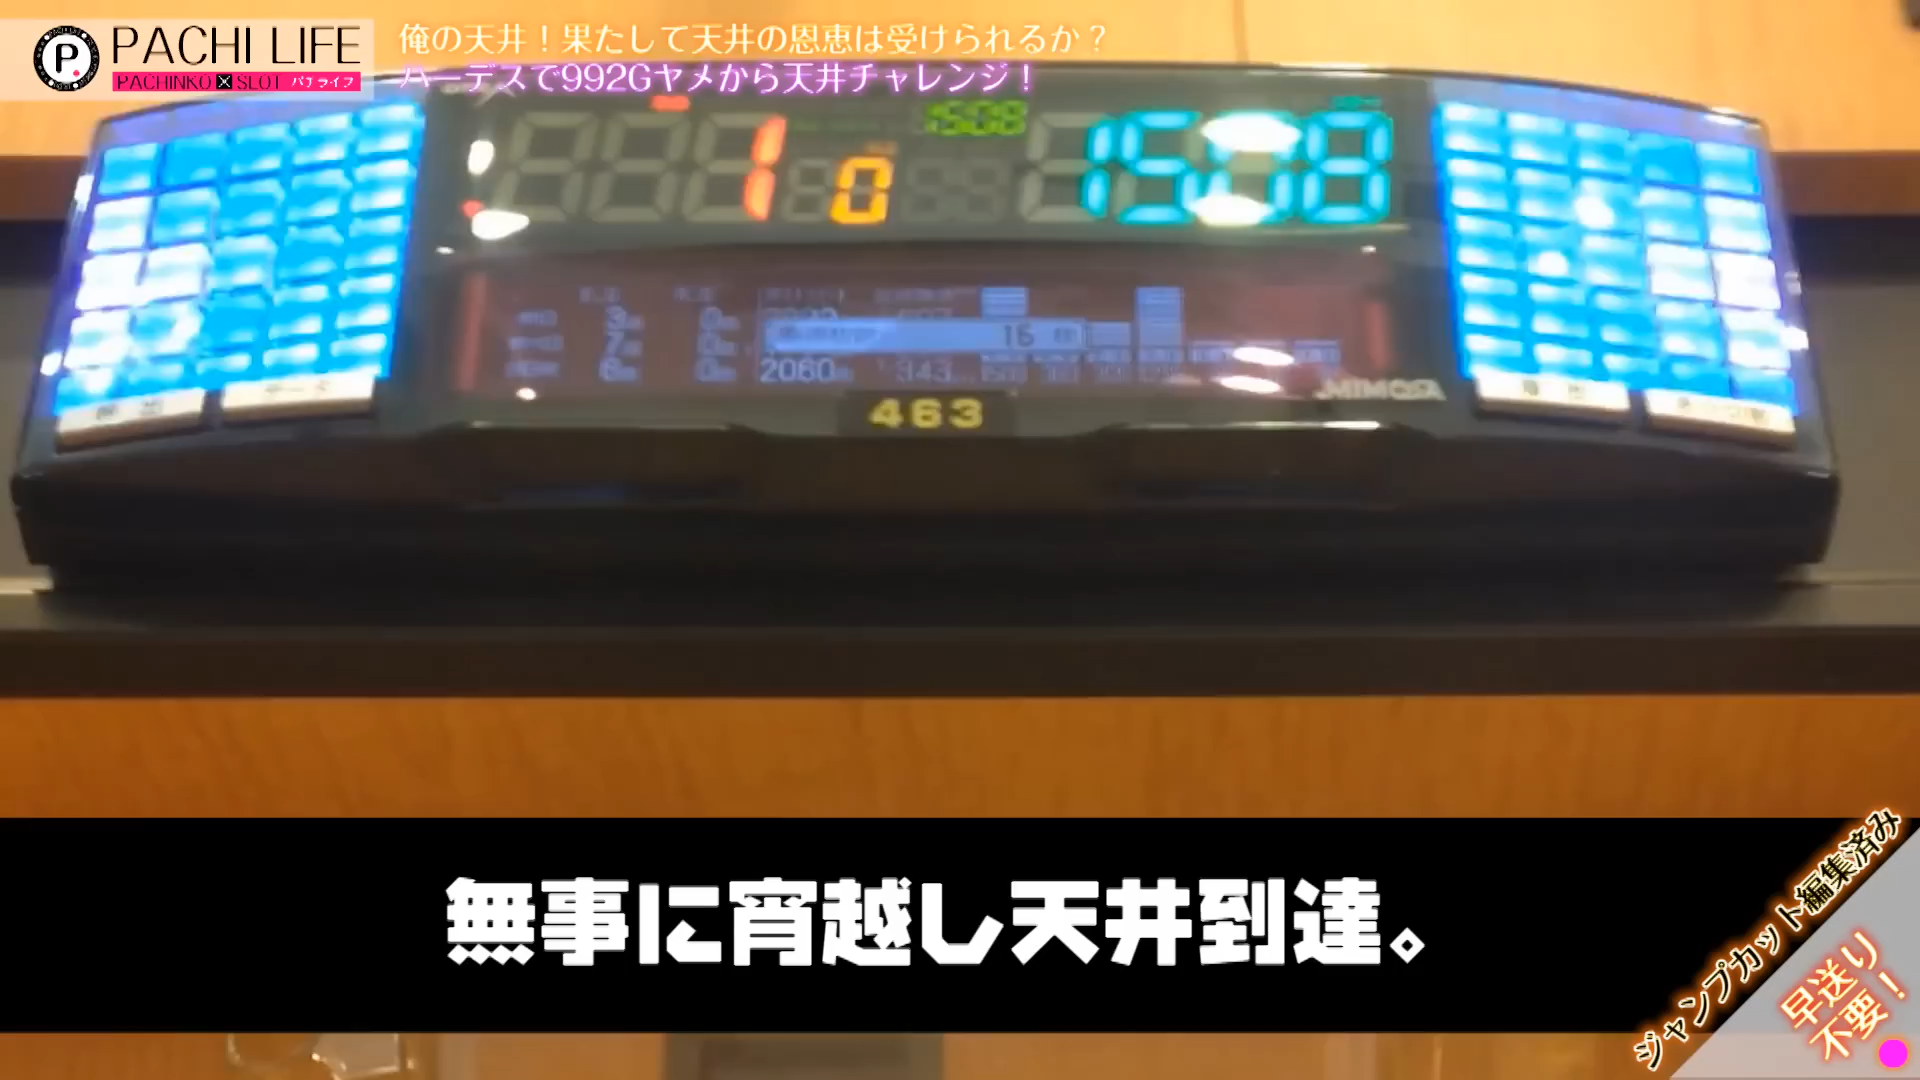 PACHI LIFE
PACHINKO×SLOT パチライフ
俺の天井！果たして天井の恩恵は受けられるか？
ハーデスで992Gヤメから天井チャレンジ！
1508
1
0
1508
16
2060
343
MIMOSA
463
無事に宵越し天井到達。
ジャンプカット編集済み
早送り
不要！